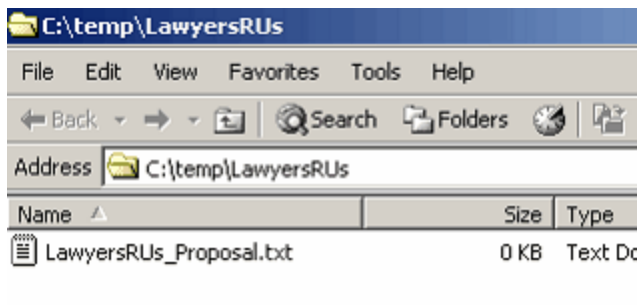 C:\temp\LawyersRUs
File Edit View Favorites Tools Help
Back Search Folders
Address C:\temp\LawyersRUs
Name Size Type
LawyersRUs_Proposal.txt 0 KB Text Do